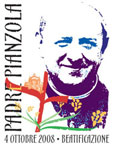 PADRE PIANZOLA
4 OTTOBRE 2008 • BEATIFICAZIONE